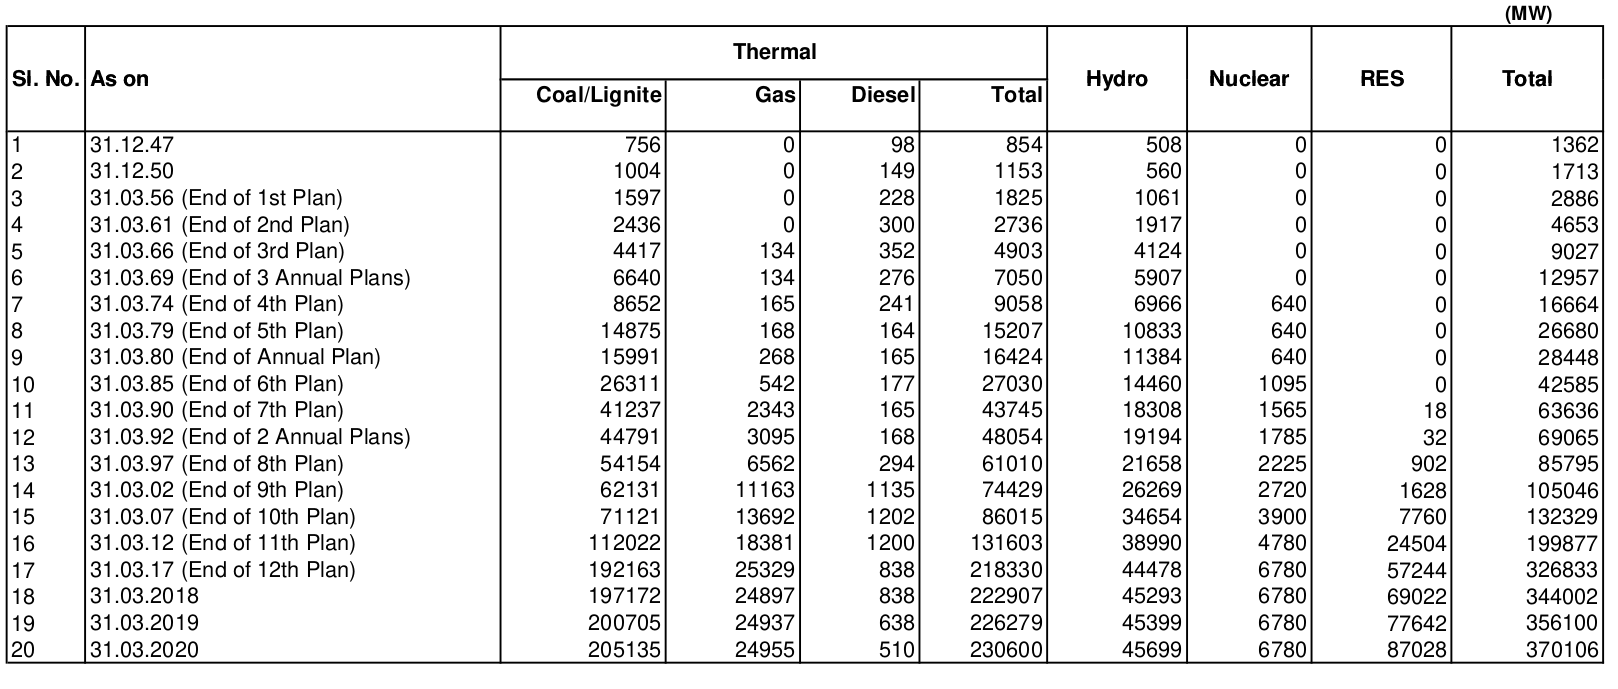 (MW)
Sl. No. As on Thermal Hydro Nuclear RES Total
Coal/Lignite Gas Diesel Total
1 31.12.47 756 0 98 854 508 0 0 1362
2 31.12.50 1004 0 149 1153 560 0 0 1713
3 31.03.56 (End of 1st Plan) 1597 0 228 1825 1061 0 0 2886
4 31.03.61 (End of 2nd Plan) 2436 0 300 2736 1917 0 0 4653
5 31.03.66 (End of 3rd Plan) 4417 134 352 4903 4124 0 0 9027
6 31.03.69 (End of 3 Annual Plans) 6640 134 276 7050 5907 0 0 12957
7 31.03.74 (End of 4th Plan) 8652 165 241 9058 6966 640 0 16664
8 31.03.79 (End of 5th Plan) 14875 168 164 15207 10833 640 0 26680
9 31.03.80 (End of Annual Plan) 15991 268 165 16424 11384 640 0 28448
10 31.03.85 (End of 6th Plan) 26311 542 177 27030 14460 1095 0 42585
11 31.03.90 (End of 7th Plan) 41237 2343 165 43745 18308 1565 18 63636
12 31.03.92 (End of 2 Annual Plans) 44791 3095 168 48054 19194 1785 32 69065
13 31.03.97 (End of 8th Plan) 54154 6562 294 61010 21658 2225 902 85795
14 31.03.02 (End of 9th Plan) 62131 11163 1135 74429 26269 2720 1628 105046
15 31.03.07 (End of 10th Plan) 71121 13692 1202 86015 34654 3900 7760 132329
16 31.03.12 (End of 11th Plan) 112022 18381 1200 131603 38990 4780 24504 199877
17 31.03.17 (End of 12th Plan) 192163 25329 838 218330 44478 6780 57244 326833
18 31.03.2018 197172 24897 838 222907 45293 6780 69022 344002
19 31.03.2019 200705 24937 638 226279 45399 6780 77642 356100
20 31.03.2020 205135 24955 510 230600 45699 6780 87028 370106